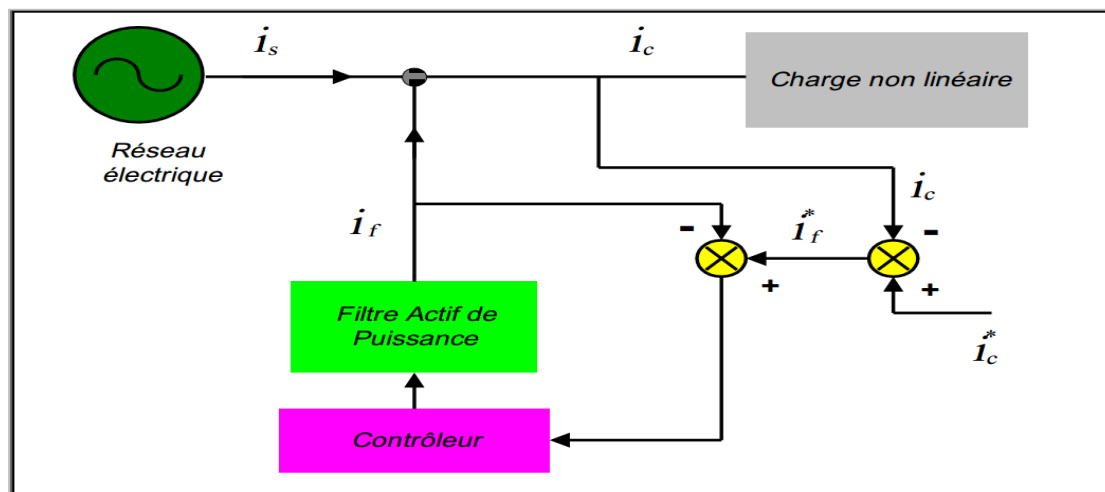 i_s
i_c
Charge non linéaire
Réseau
électrique
i_c
i_f
-
i*_f
-
+
+
Filtre Actif de
Puissance
i*_c
Contrôleur